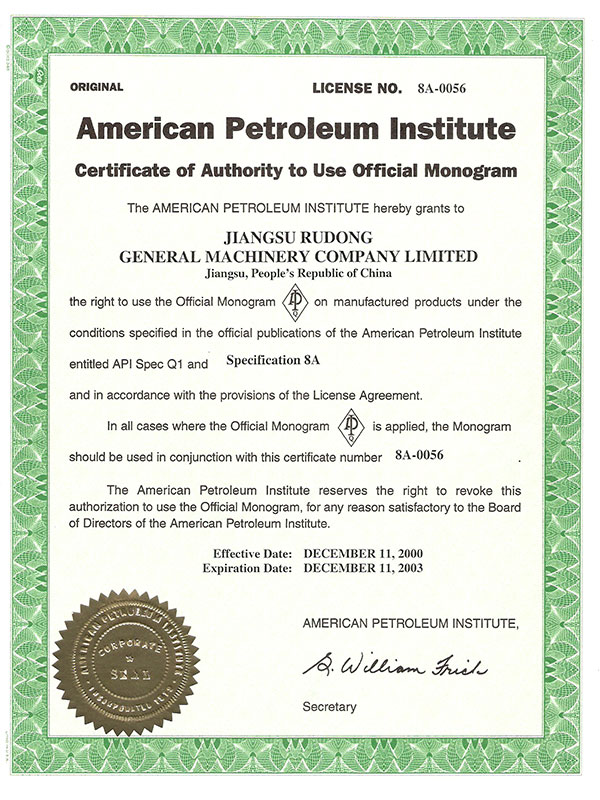 ORIGINAL LICENSE NO. 8A-0056
American Petroleum Institute
Certificate of Authority to Use Official Monogram
The AMERICAN PETROLEUM INSTITUTE hereby grants to
JIANGSU RUDONG
GENERAL MACHINERY COMPANY LIMITED
Jiangsu, People's Republic of China
the right to use the Official Monogram API on manufactured products under the
conditions specified in the official publications of the American Petroleum Institute
entitled API Spec Q1 and Specification 8A
and in accordance with the provisions of the License Agreement.
In all cases where the Official Monogram API is applied, the Monogram
should be used in conjunction with this certificate number 8A-0056 .
The American Petroleum Institute reserves the right to revoke this
authorization to use the Official Monogram, for any reason satisfactory to the Board
of Directors of the American Petroleum Institute.
Effective Date: DECEMBER 11, 2000
Expiration Date: DECEMBER 11, 2003
AMERICAN PETROLEUM INSTITUTE,
G. William Frick
Secretary
AMERICAN PETROLEUM INSTITUTE
CORPORATE
SEAL